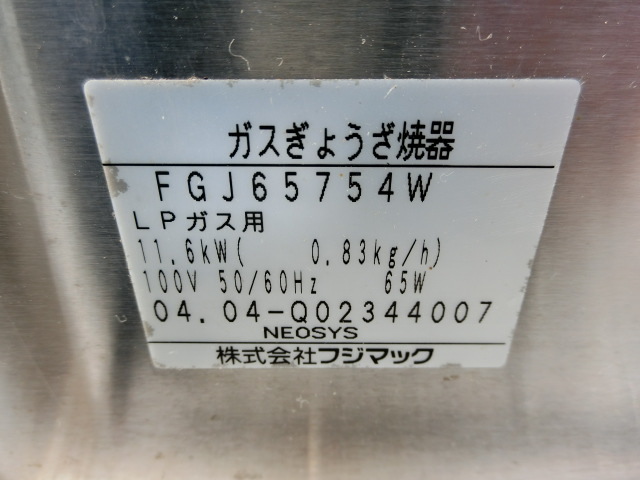 ガスぎょうざ焼器
FGJ65754W
LPガス用
11.6kW( 0.83kg/h)
100V 50/60Hz 65W
04.04-Q02344007
NEOSYS
株式会社フジマック